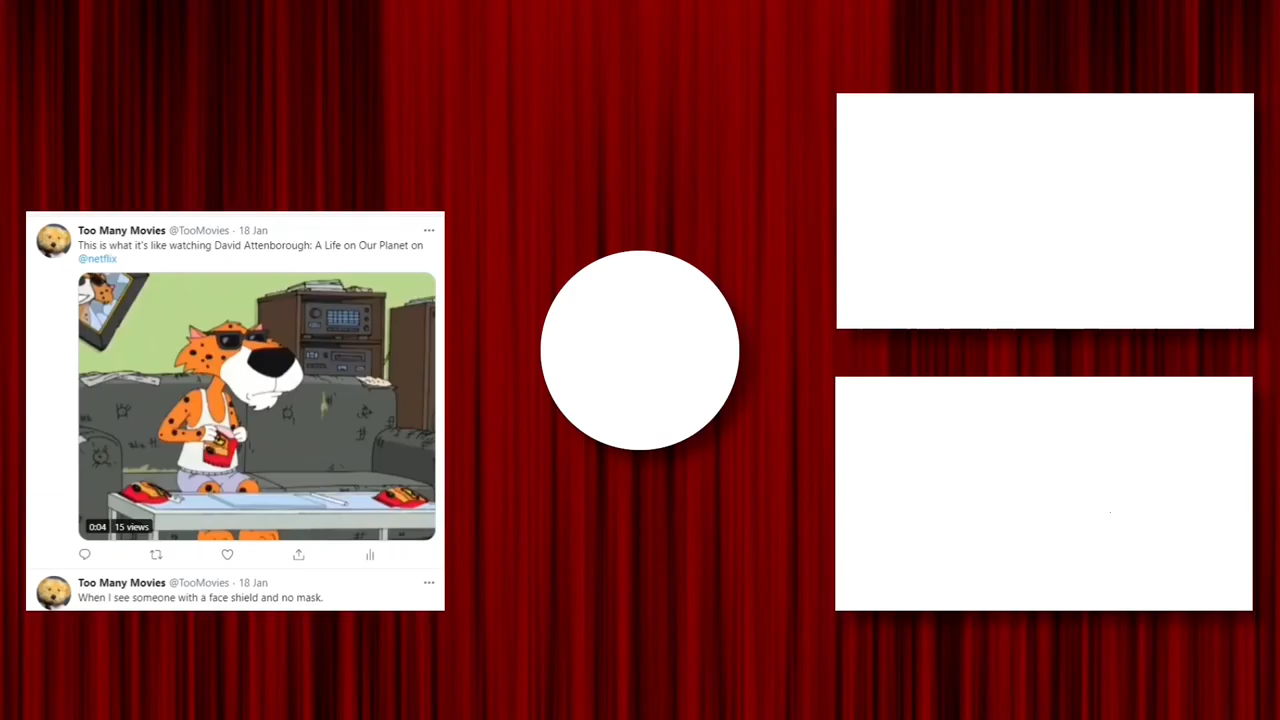 Too Many Movies @TooMovies · 18 Jan
This is what it's like watching David Attenborough: A Life on Our Planet on
@netflix
0:04 15 views
Too Many Movies @TooMovies · 18 Jan
When I see someone with a face shield and no mask.